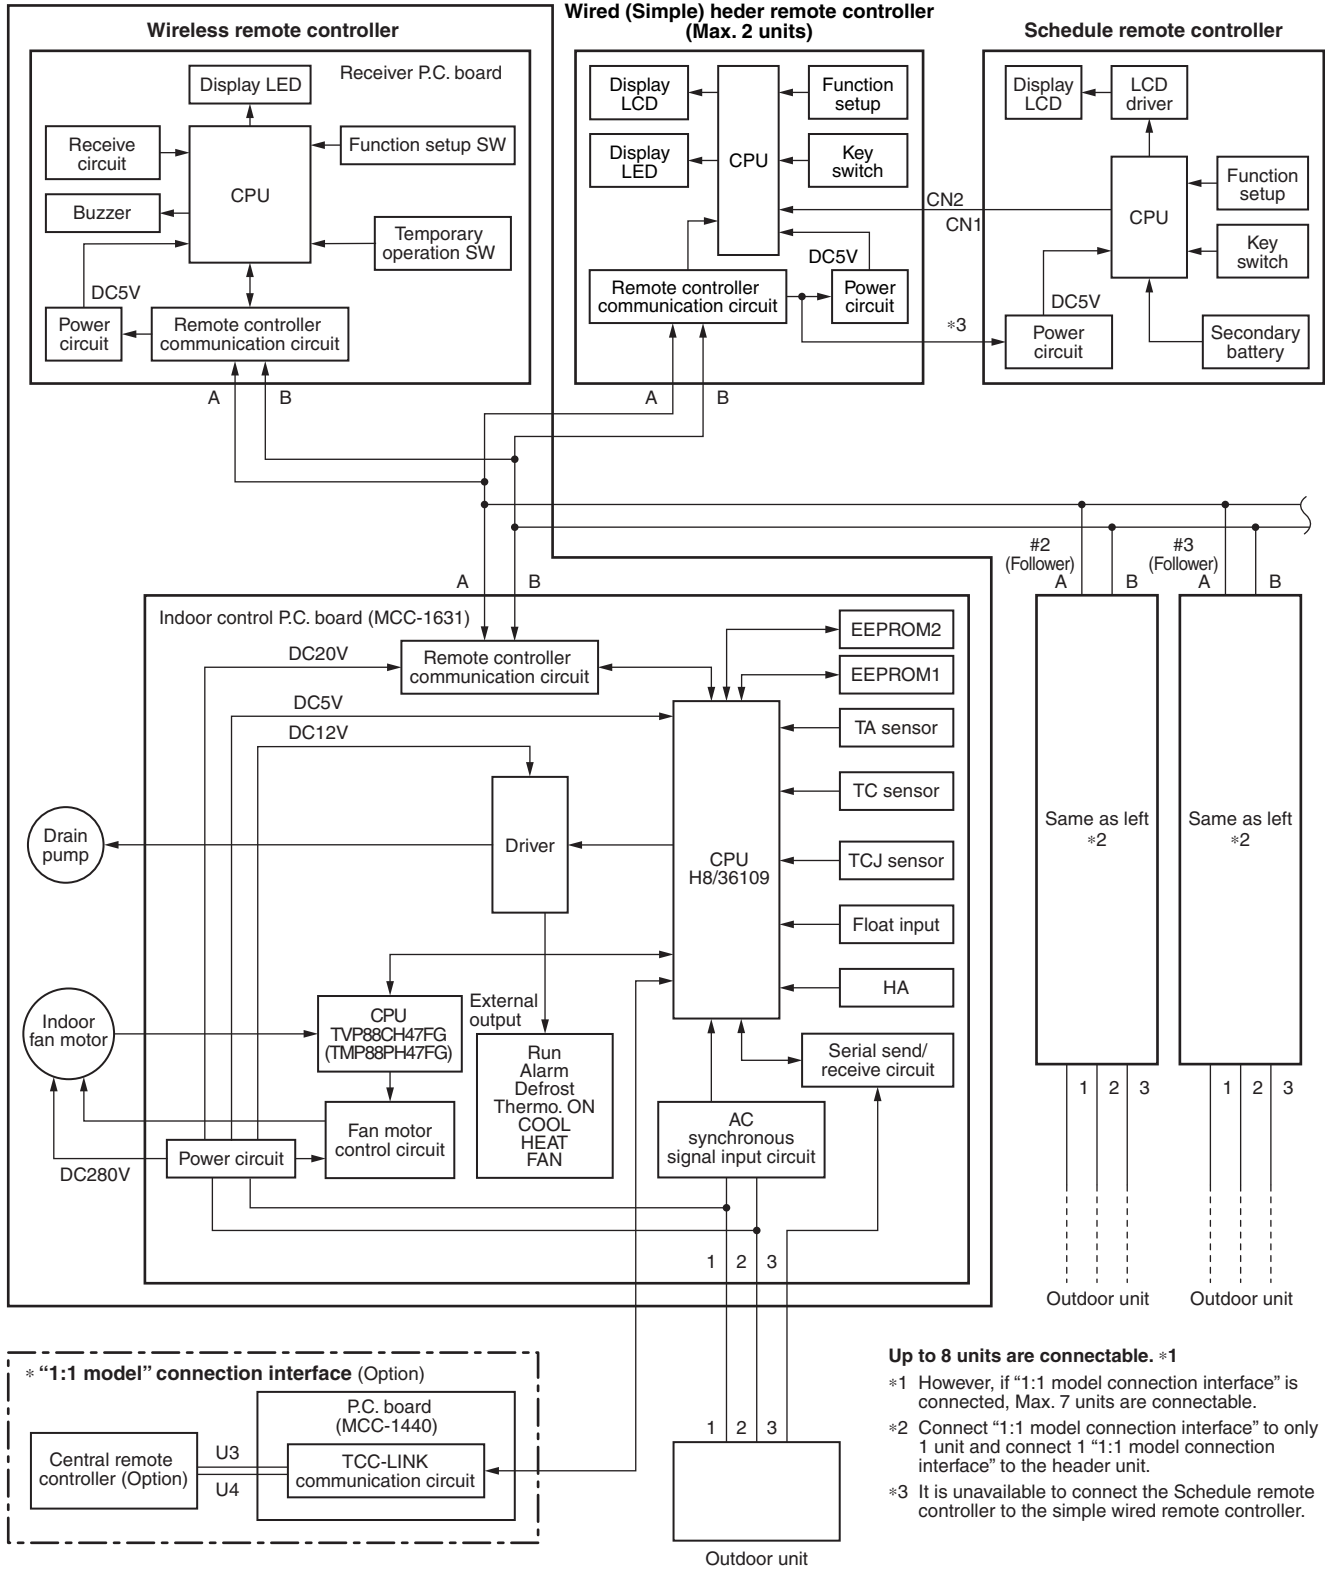 Wireless remote controller
Wired (Simple) heder remote controller
(Max. 2 units)
Schedule remote controller
Receiver P.C. board
Display LED
Receive
circuit
Function setup SW
CPU
Buzzer
Temporary
operation SW
DC5V
Power
circuit
Remote controller
communication circuit
A
B
Display
LCD
Function
setup
Display
LED
CPU
Key
switch
CN2
CN1
DC5V
Remote controller
communication circuit
Power
circuit
∗3
A
B
Display
LCD
LCD
driver
Function
setup
CPU
Key
switch
DC5V
Power
circuit
Secondary
battery
#2
(Follower)
A
B
#3
(Follower)
A
B
A
B
Indoor control P.C. board (MCC-1631)
DC20V
Remote controller
communication circuit
DC5V
DC12V
EEPROM2
EEPROM1
TA sensor
TC sensor
TCJ sensor
Float input
HA
Drain
pump
Driver
CPU
H8/36109
Same as left
∗2
Same as left
∗2
Indoor
fan motor
CPU
TVP88CH47FG
(TMP88PH47FG)
External
output
Run
Alarm
Defrost
Thermo. ON
COOL
HEAT
FAN
Serial send/
receive circuit
AC
synchronous
signal input circuit
Fan motor
control circuit
Power circuit
DC280V
1
2
3
1
2
3
1
2
3
Outdoor unit
Outdoor unit
∗ “1:1 model” connection interface (Option)
P.C. board
(MCC-1440)
Central remote
controller (Option)
U3
U4
TCC-LINK
communication circuit
1
2
3
Outdoor unit
Up to 8 units are connectable. ∗1
∗1 However, if “1:1 model connection interface” is
connected, Max. 7 units are connectable.
∗2 Connect “1:1 model connection interface” to only
1 unit and connect 1 “1:1 model connection
interface” to the header unit.
∗3 It is unavailable to connect the Schedule remote
controller to the simple wired remote controller.